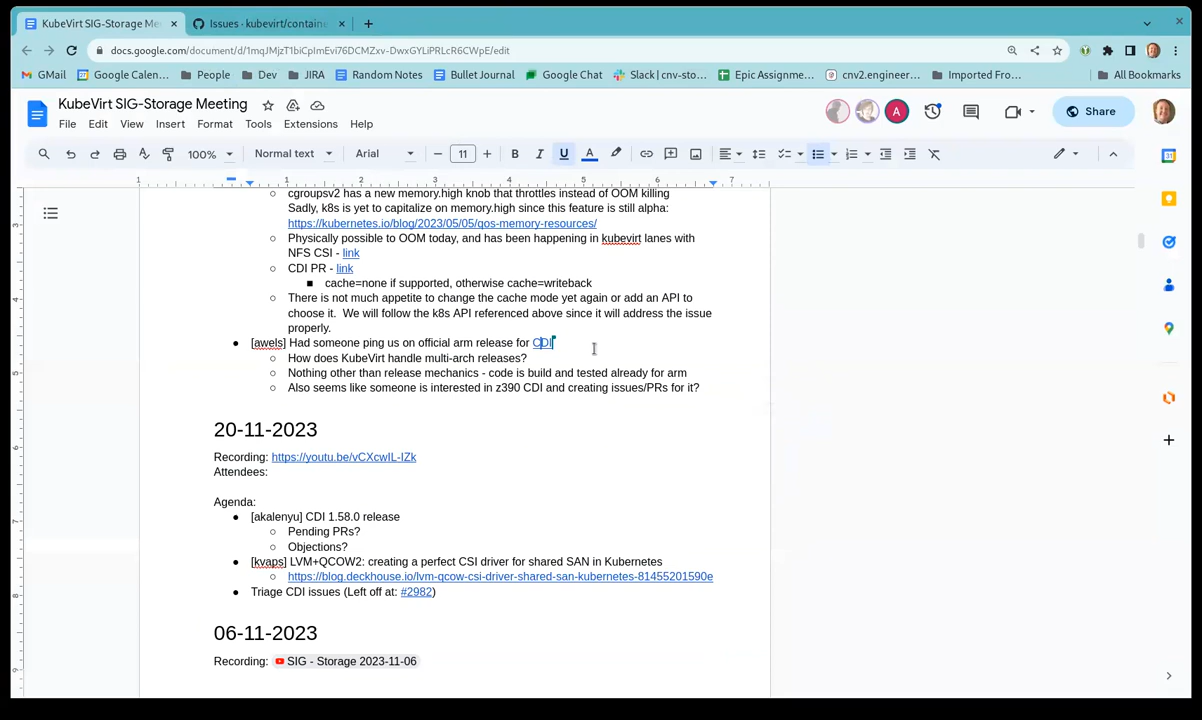 KubeVirt SIG-Storage Me
Issues · kubevirt/containe
docs.google.com/document/d/1mqJMjzT1biCpImEvi76DCMZxv-DwxGYLiPRLcR6CWpE/edit
GMail
Google Calen...
People
Dev
JIRA
Random Notes
Bullet Journal
Google Chat
Slack | cnv-sto...
Epic Assignme...
cnv2.engineer...
Imported Fro...
All Bookmarks
KubeVirt SIG-Storage Meeting
A
Share
File Edit View Insert Format Tools Extensions Help
100% Normal text Arial 11 B I U A
1 1 2 3 4 5 6 7
cgroupsv2 has a new memory.high knob that throttles instead of OOM killing
Sadly, k8s is yet to capitalize on memory.high since this feature is still alpha:
https://kubernetes.io/blog/2023/05/05/qos-memory-resources/
Physically possible to OOM today, and has been happening in kubevirt lanes with
NFS CSI - link
CDI PR - link
cache=none if supported, otherwise cache=writeback
There is not much appetite to change the cache mode yet again or add an API to
choose it. We will follow the k8s API referenced above since it will address the issue
properly.
[awels] Had someone ping us on official arm release for CDI
How does KubeVirt handle multi-arch releases?
Nothing other than release mechanics - code is build and tested already for arm
Also seems like someone is interested in z390 CDI and creating issues/PRs for it?
20-11-2023
Recording: https://youtu.be/vCXcwIL-IZk
Attendees:
Agenda:
[akalenyu] CDI 1.58.0 release
Pending PRs?
Objections?
[kvaps] LVM+QCOW2: creating a perfect CSI driver for shared SAN in Kubernetes
https://blog.deckhouse.io/lvm-qcow-csi-driver-shared-san-kubernetes-81455201590e
Triage CDI issues (Left off at: #2982)
06-11-2023
Recording: SIG - Storage 2023-11-06